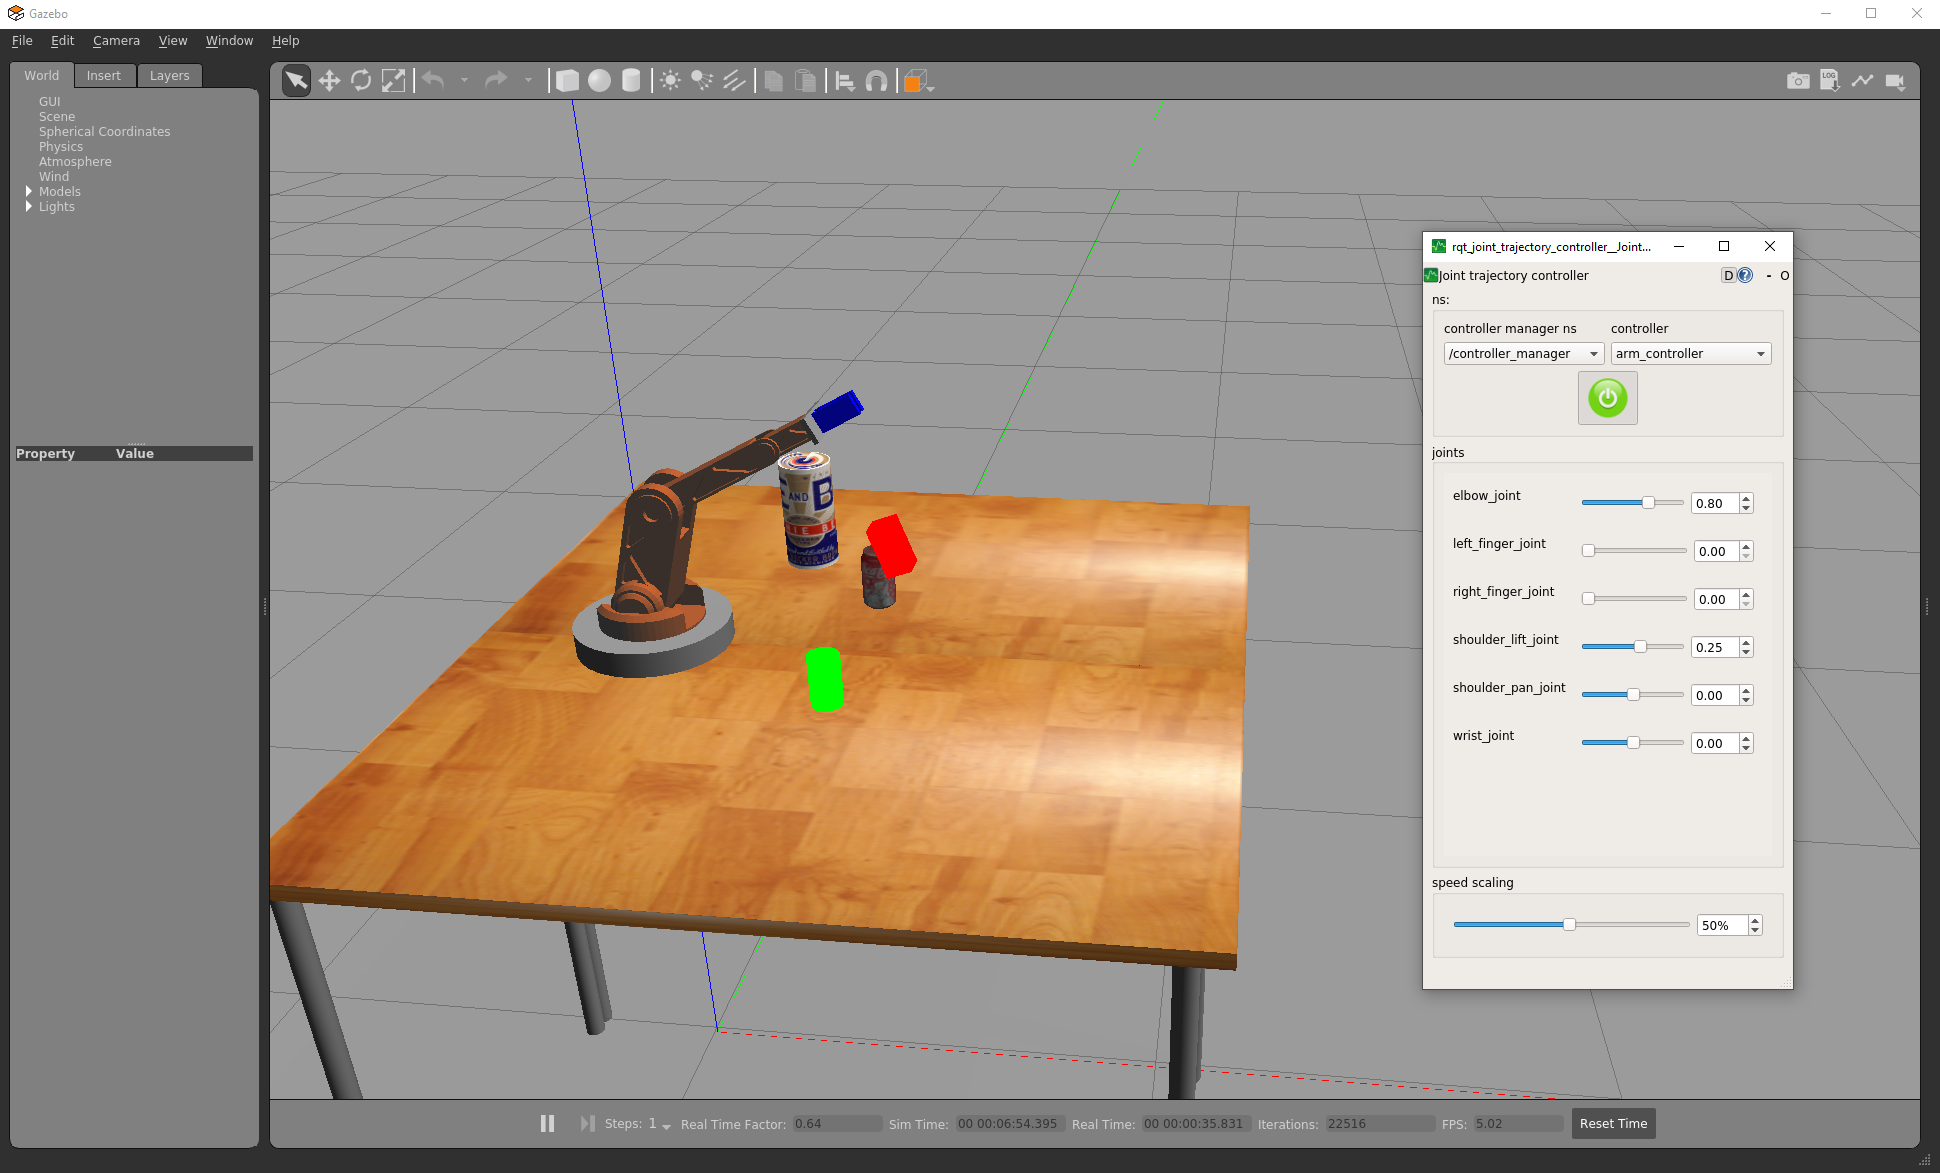 Gazebo
File Edit Camera View Window Help
World Insert Layers
GUI
Scene
Spherical Coordinates
Physics
Atmosphere
Wind
Models
Lights
Property Value
LOG
AND B
rqt_joint_trajectory_controller__Joint...
Joint trajectory controller
D ? - O
ns:
controller manager ns controller
/controller_manager arm_controller
joints
elbow_joint 0.80
left_finger_joint 0.00
right_finger_joint 0.00
shoulder_lift_joint 0.25
shoulder_pan_joint 0.00
wrist_joint 0.00
speed scaling
50%
Steps: 1 Real Time Factor: 0.64 Sim Time: 00 00:06:54.395 Real Time: 00 00:00:35.831 Iterations: 22516 FPS: 5.02 Reset Time